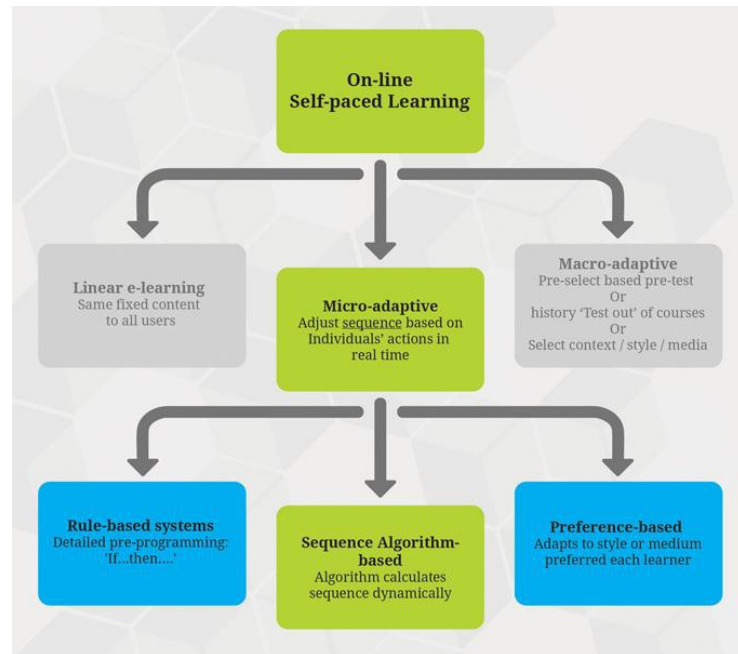 On-line
Self-paced Learning
Linear e-learning
Same fixed content
to all users
Micro-adaptive
Adjust sequence based on
Individuals’ actions in
real time
Macro-adaptive
Pre-select based pre-test
Or
history ‘Test out’ of courses
Or
Select context / style / media
Rule-based systems
Detailed pre-programming:
'If...then....'
Sequence Algorithm-
based
Algorithm calculates
sequence dynamically
Preference-based
Adapts to style or medium
preferred each learner